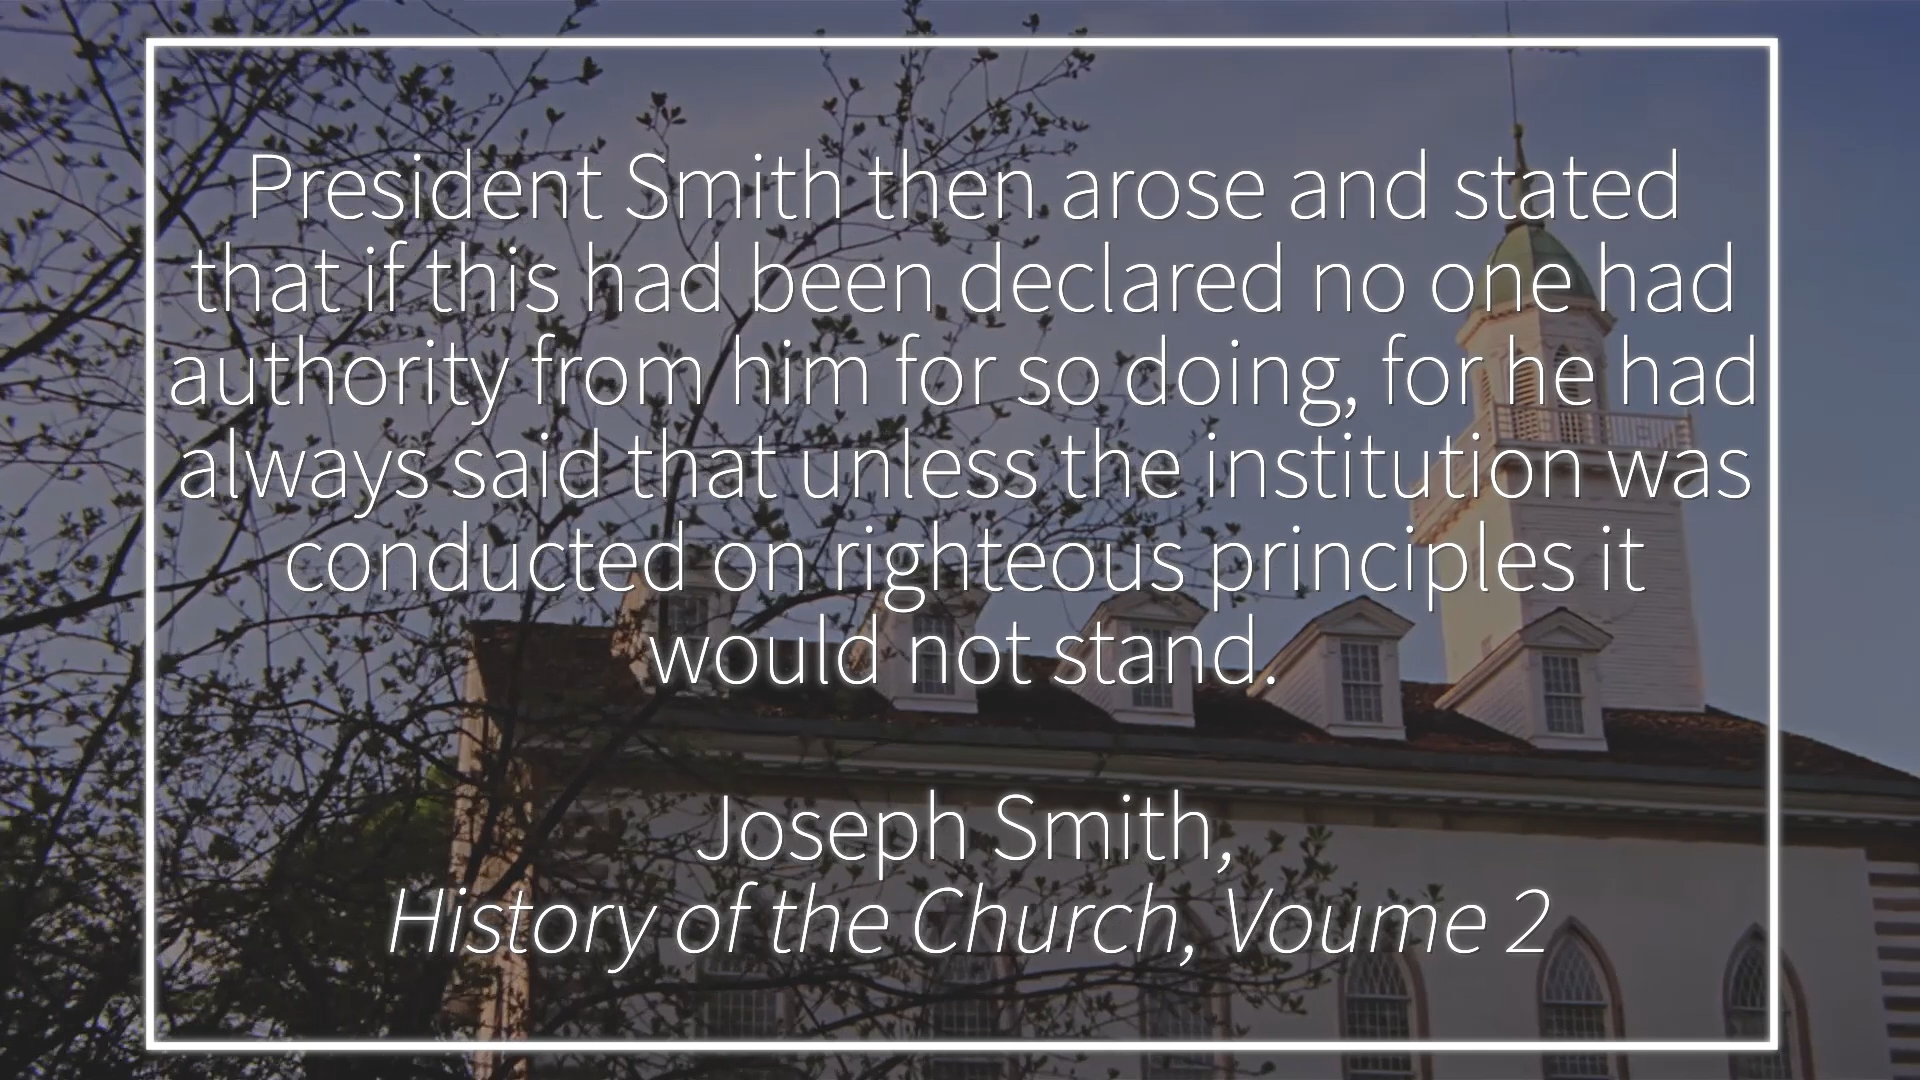 President Smith then arose and stated
that if this had been declared no one had
authority from him for so doing, for he had
always said that unless the institution was
conducted on righteous principles it
would not stand.
Joseph Smith,
History of the Church, Voume 2